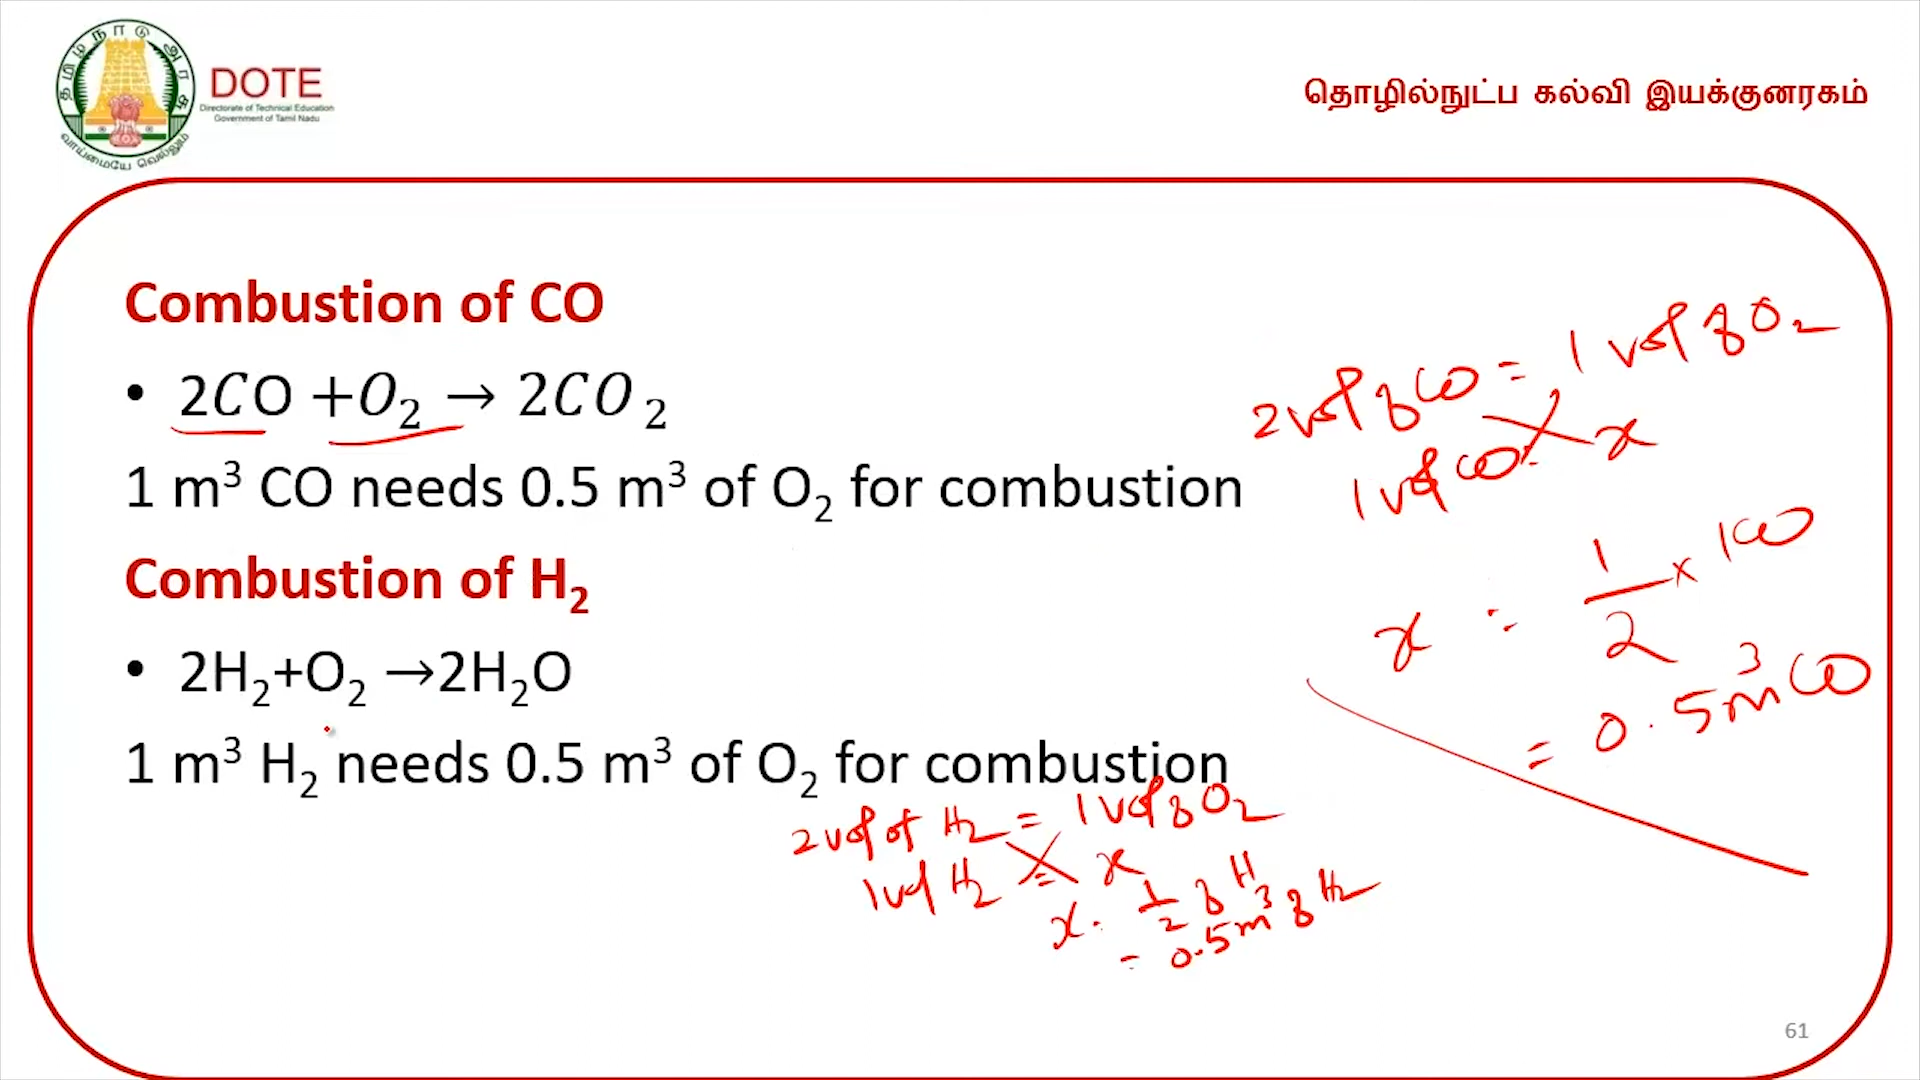 தமிழ்நாடு அரசு
வாய்மையே வெல்லும்
DOTE
Directorate of Technical Education
Government of Tamil Nadu
தொழில்நுட்ப கல்வி இயக்குனரகம்
Combustion of CO
• 2CO +O₂ → 2CO₂
1 m³ CO needs 0.5 m³ of O₂ for combustion
Combustion of H₂
• 2H₂+O₂ →2H₂O
1 m³ H₂ needs 0.5 m³ of O₂ for combustion
2 vol of CO = 1 vol of O₂
1 vol CO = x
x = 1/2 × 1CO
= 0.5 m³ CO
2 vol of H₂ = 1 vol of O₂
1 vol H₂ = x
x = 1/2 of H
= 0.5 m³ of H₂
61